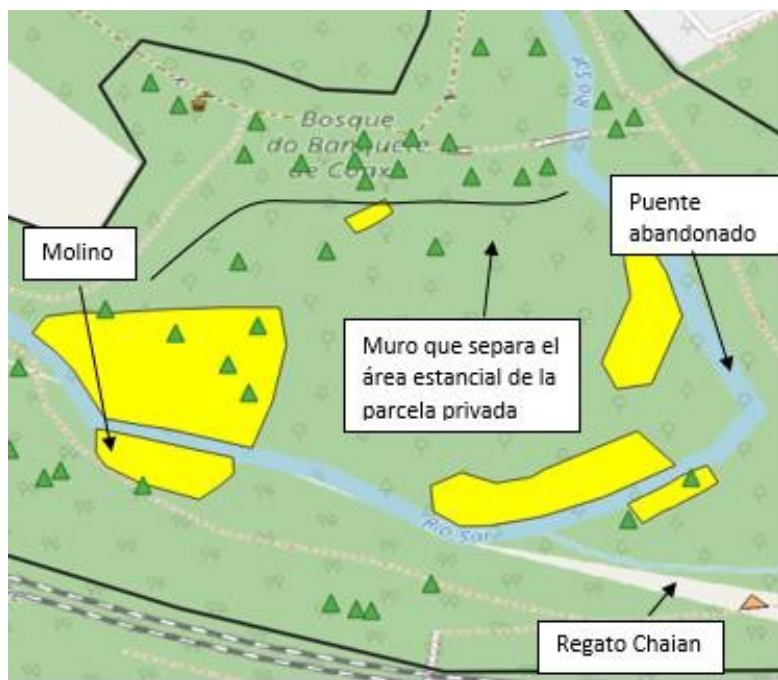 Río Sar
Bosque
do Banquete
de Conxo
Puente
abandonado
Molino
Muro que separa el
área estancial de la
parcela privada
Río Sar
Regato Chaian